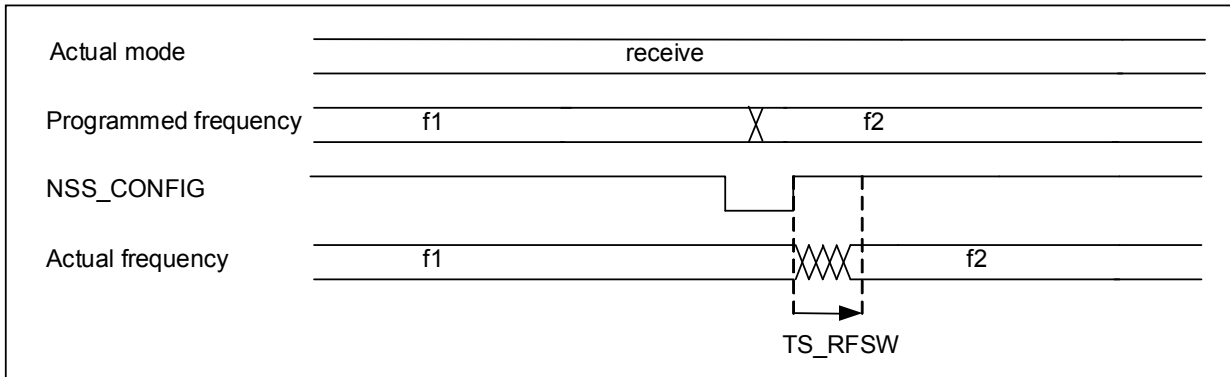 Actual mode receive
Programmed frequency f1 f2
NSS_CONFIG
Actual frequency f1 f2
TS_RFSW